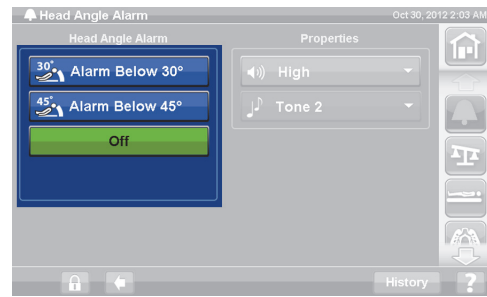 Head Angle Alarm
Oct 30, 2012 2:03 AM
Head Angle Alarm
Properties
30° Alarm Below 30°
High
45° Alarm Below 45°
Tone 2
Off
History
?